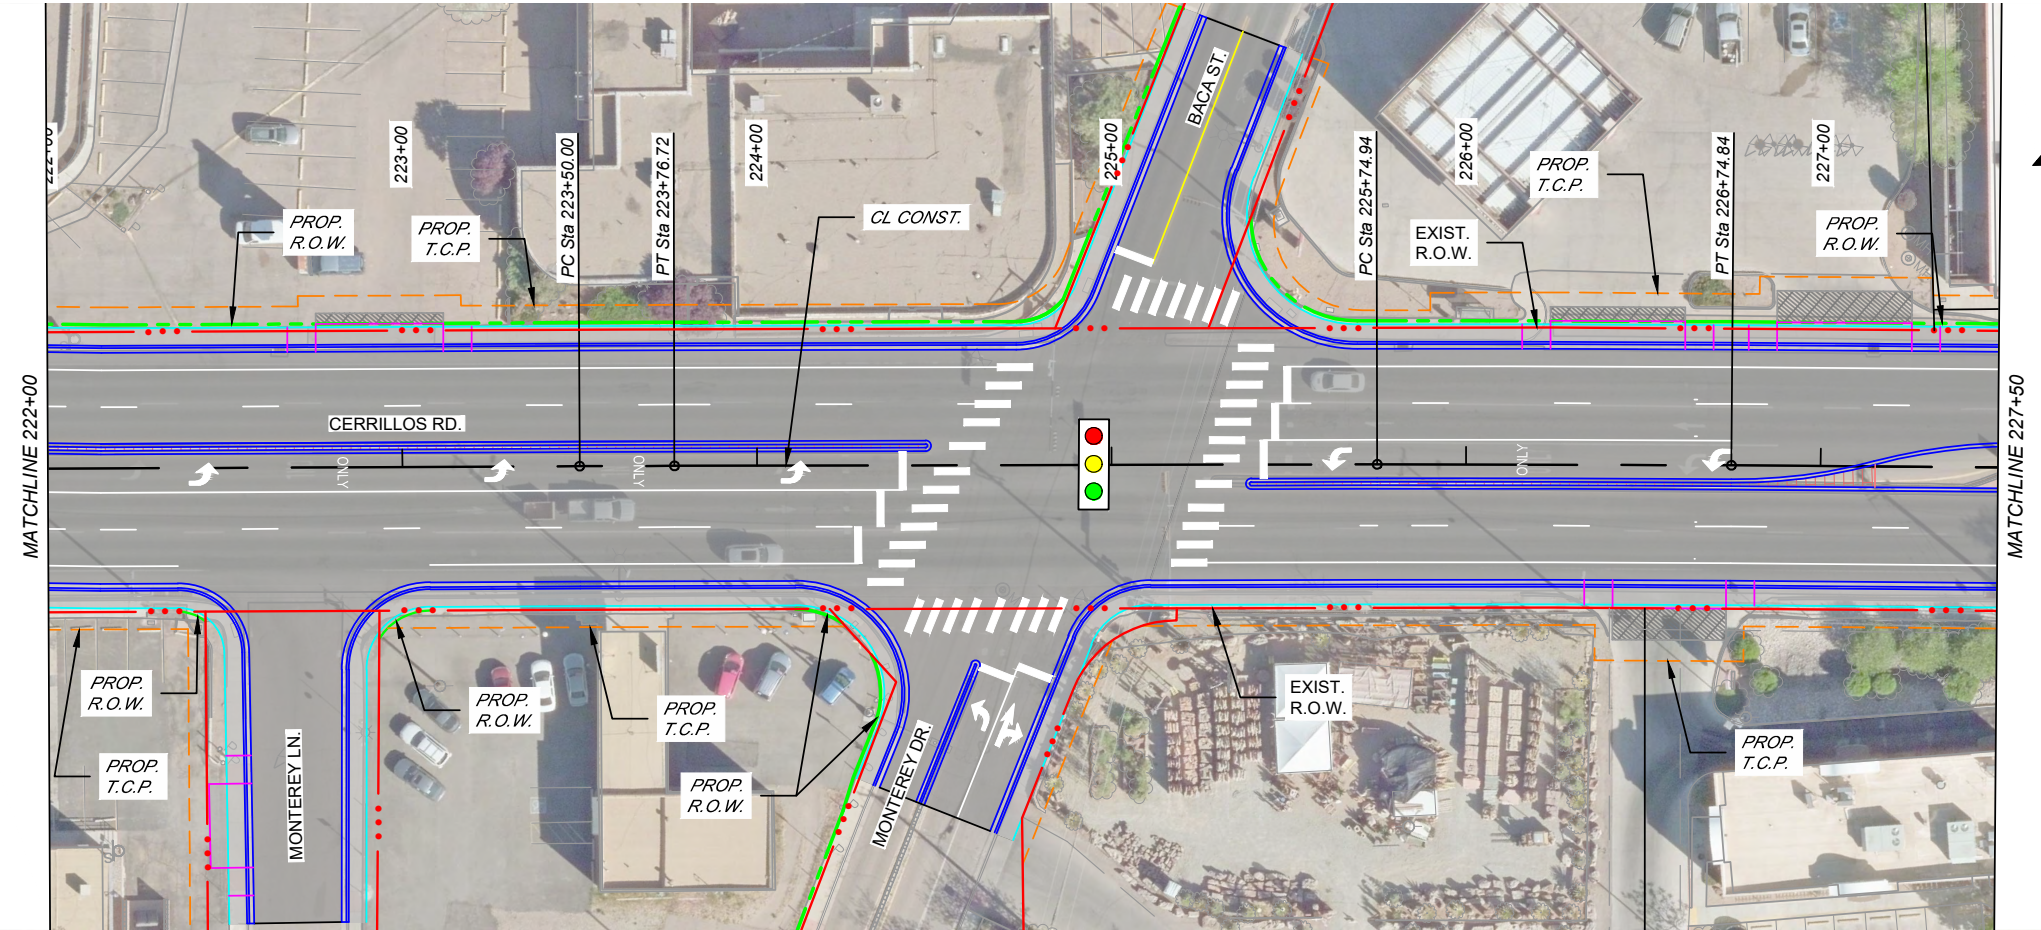 BACA ST.
222+00
223+00
PC Sta 223+50.00
PT Sta 223+76.72
224+00
225+00
PC Sta 225+74.94
226+00
PT Sta 226+74.84
227+00
PROP.
R.O.W.
PROP.
T.C.P.
CL CONST.
EXIST.
R.O.W.
PROP.
T.C.P.
PROP.
R.O.W.
MATCHLINE 222+00
CERRILLOS RD.
ONLY
ONLY
ONLY
MATCHLINE 227+50
PROP.
R.O.W.
PROP.
T.C.P.
MONTEREY LN.
PROP.
R.O.W.
PROP.
T.C.P.
PROP.
R.O.W.
MONTEREY DR.
EXIST.
R.O.W.
PROP.
T.C.P.